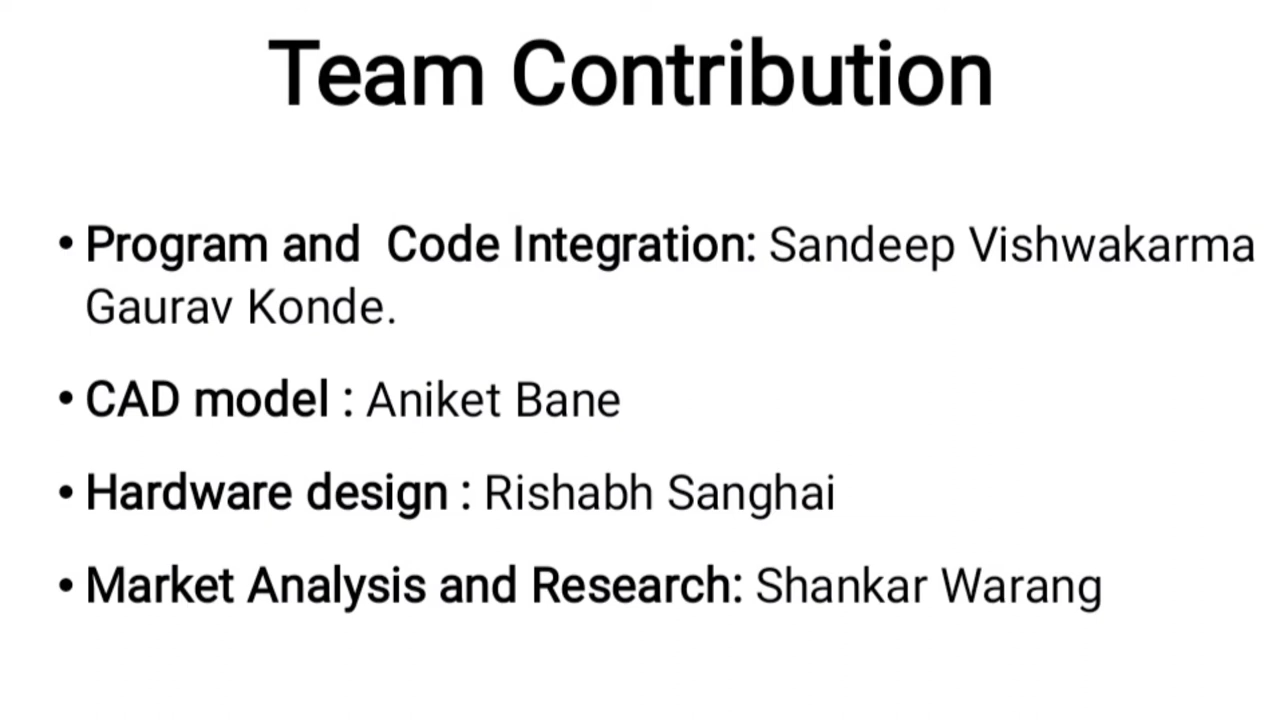 Team Contribution
• Program and  Code Integration: Sandeep Vishwakarma
Gaurav Konde.
• CAD model : Aniket Bane
• Hardware design : Rishabh Sanghai
• Market Analysis and Research: Shankar Warang